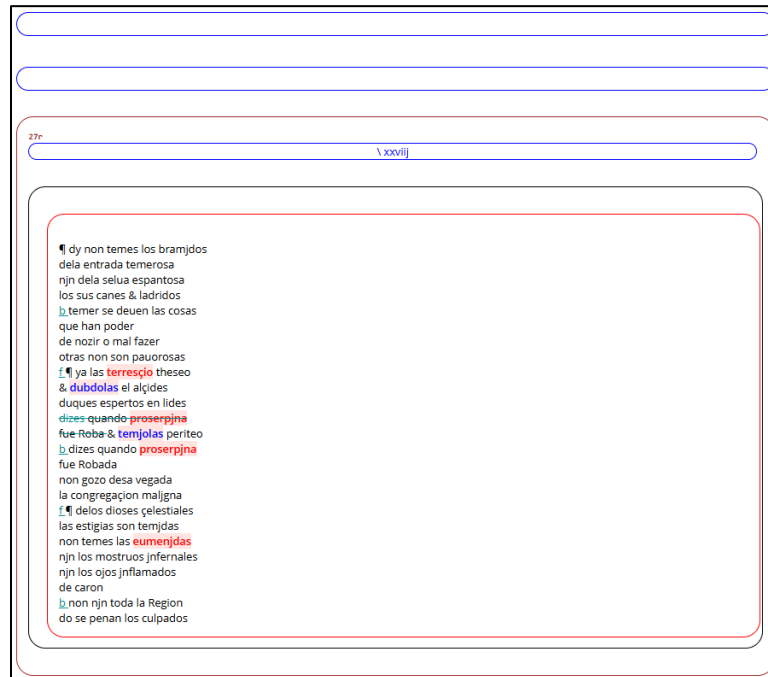 27r
\ xxviij
¶ dy non temes los bramjdos
dela entrada temerosa
njn dela selua espantosa
los sus canes & ladridos
b temer se deuen las cosas
que han poder
de nozir o mal fazer
otras non son pauorosas
f ¶ ya las terresçio theseo
& dubdolas el alçides
duques espertos en lides
dizes quando proserpjna
fue Roba & temjolas periteo
b dizes quando proserpjna
fue Robada
non gozo desa vegada
la congregaçion maljgna
f ¶ delos dioses çelestiales
las estigias son temjdas
non temes las eumenjdas
njn los mostruos jnfernales
njn los ojos jnflamados
de caron
b non njn toda la Region
do se penan los culpados